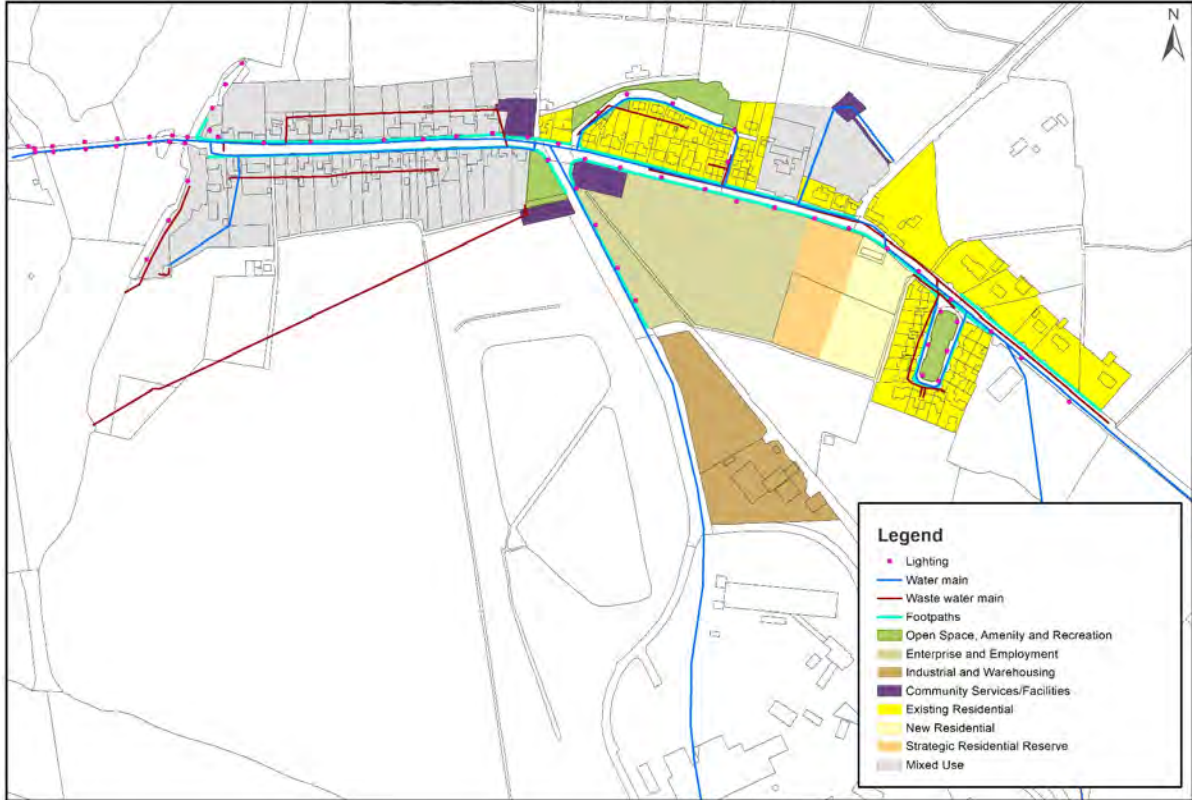 N
Legend
Lighting
Water main
Waste water main
Footpaths
Open Space, Amenity and Recreation
Enterprise and Employment
Industrial and Warehousing
Community Services/Facilities
Existing Residential
New Residential
Strategic Residential Reserve
Mixed Use